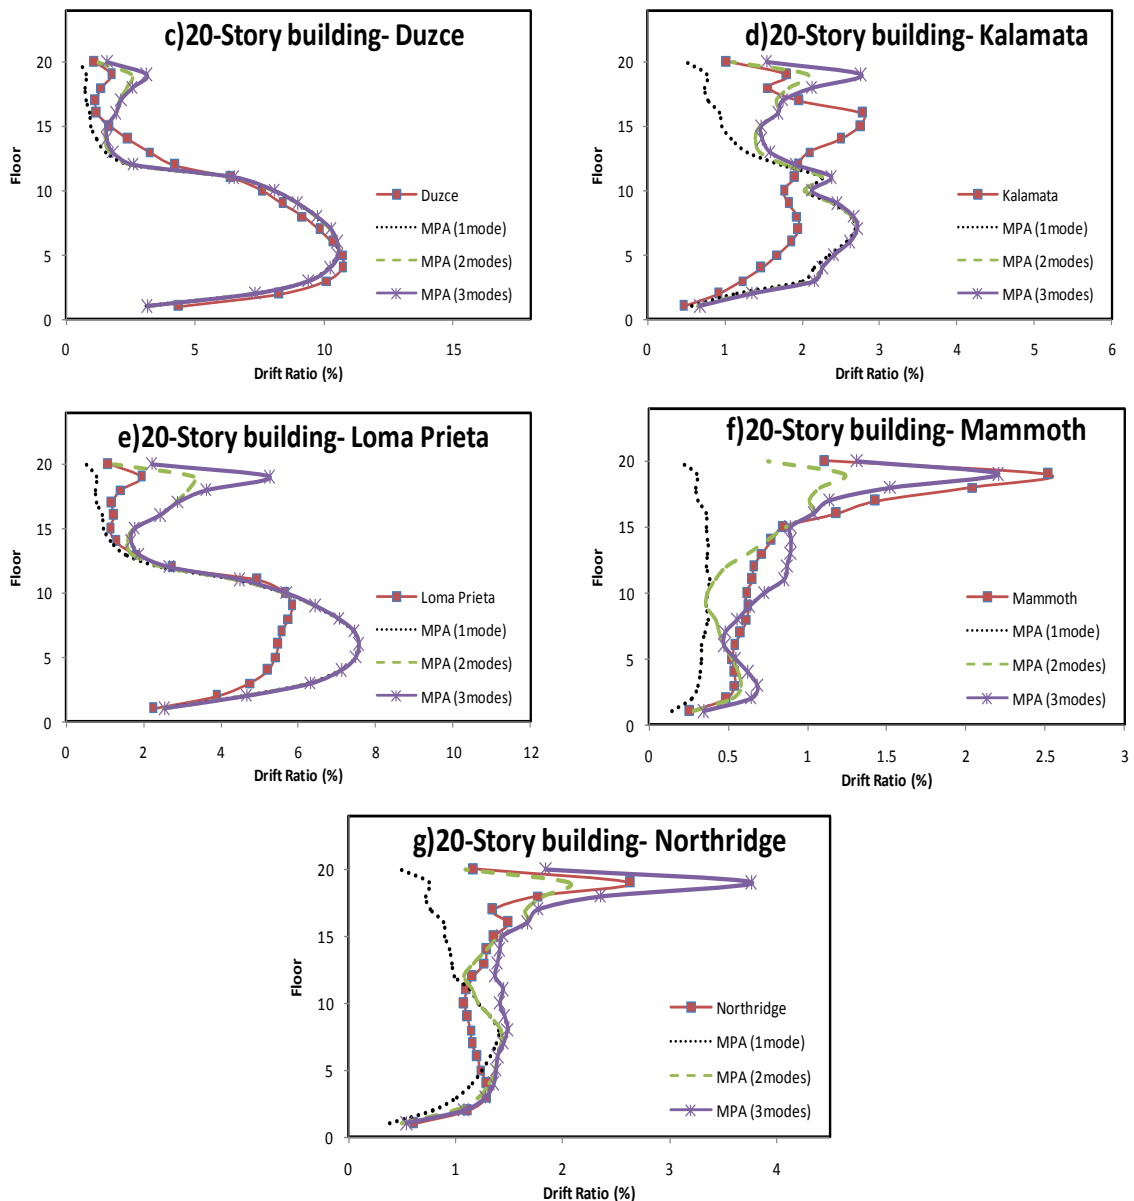 c)20-Story building- Duzce
20
15
10
5
0
Floor
Duzce
MPA (1mode)
MPA (2modes)
MPA (3modes)
0 5 10 15
Drift Ratio (%)
d)20-Story building- Kalamata
20
15
10
5
0
Floor
Kalamata
MPA (1mode)
MPA (2modes)
MPA (3modes)
0 1 2 3 4 5 6
Drift Ratio (%)
e)20-Story building- Loma Prieta
20
15
10
5
0
Floor
Loma Prieta
MPA (1mode)
MPA (2modes)
MPA (3modes)
0 2 4 6 8 10 12
Drift Ratio (%)
f)20-Story building- Mammoth
20
15
10
5
0
Floor
Mammoth
MPA (1mode)
MPA (2modes)
MPA (3modes)
0 0.5 1 1.5 2 2.5 3
Drift Ratio (%)
g)20-Story building- Northridge
20
15
10
5
0
Floor
Northridge
MPA (1mode)
MPA (2modes)
MPA (3modes)
0 1 2 3 4
Drift Ratio (%)